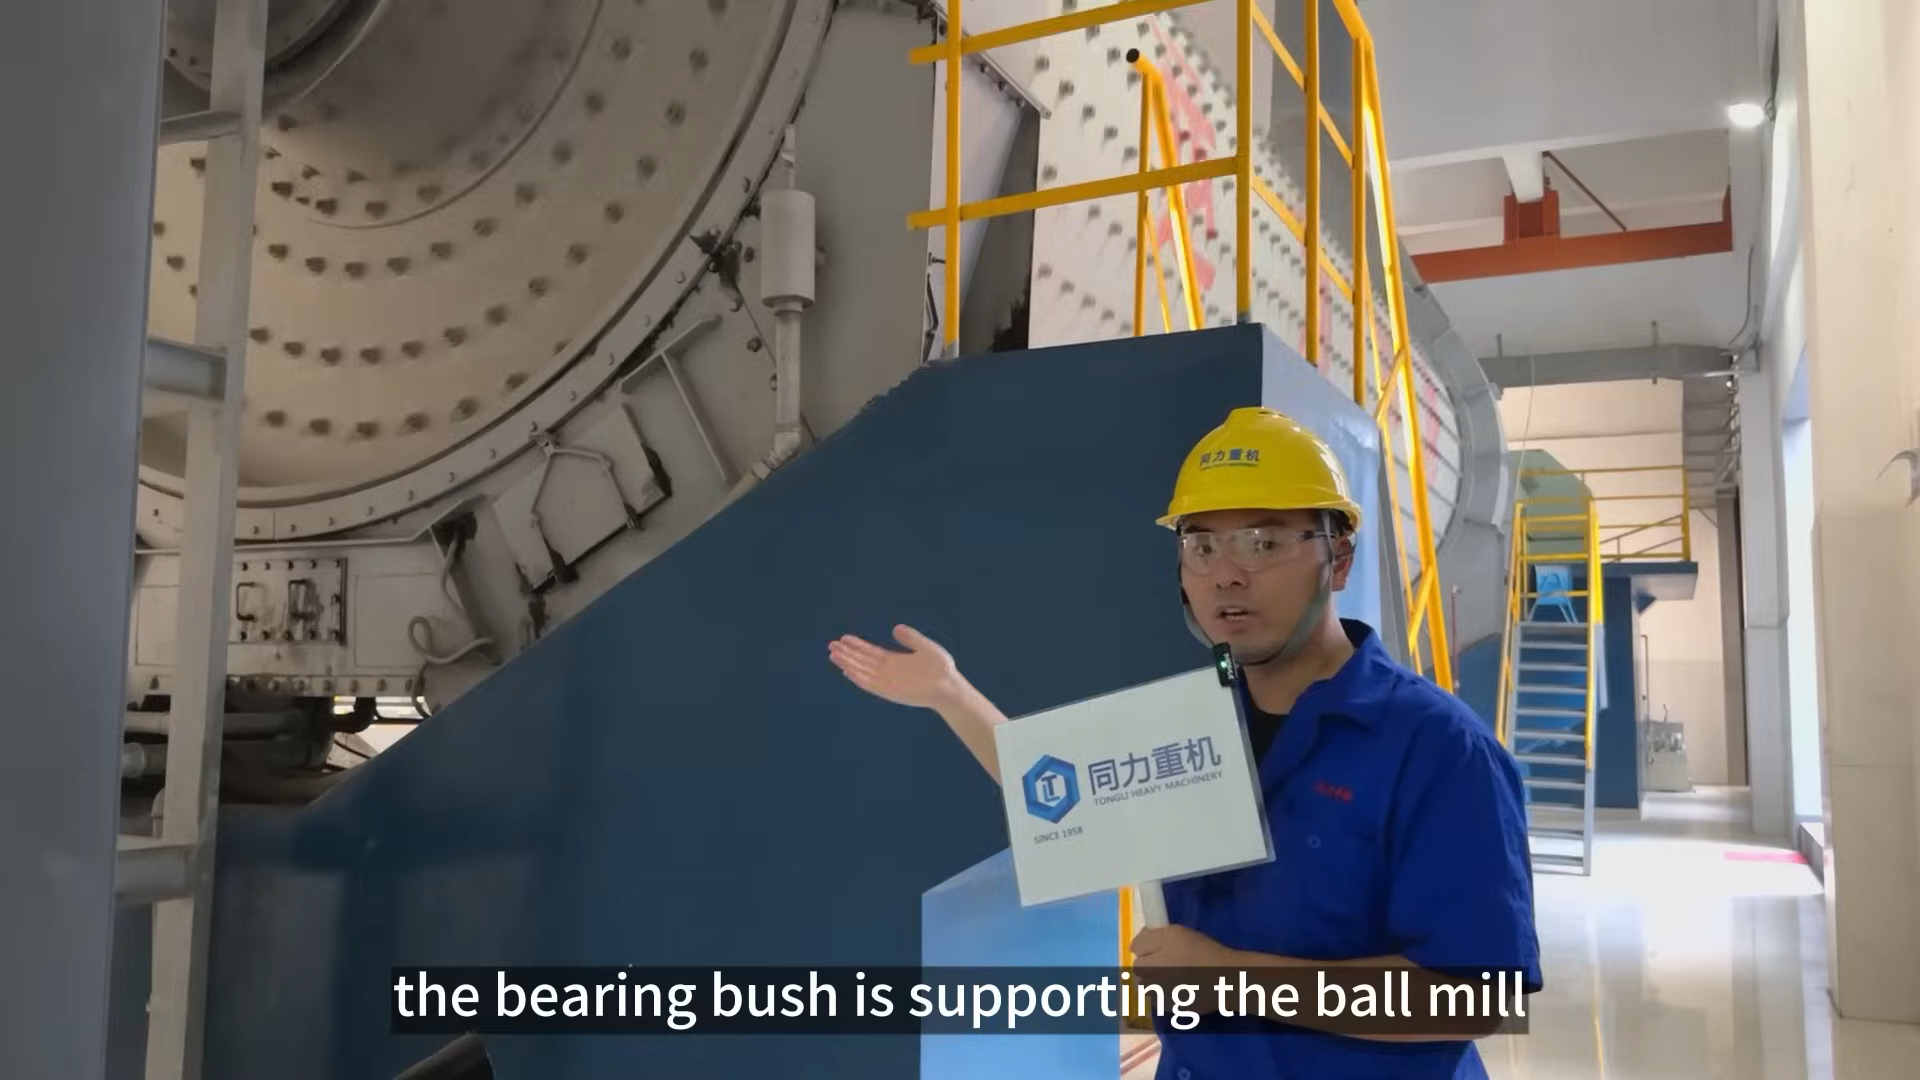 同力重机
同力重机
TONGLI HEAVY MACHINERY
SINCE 1958
the bearing bush is supporting the ball mill